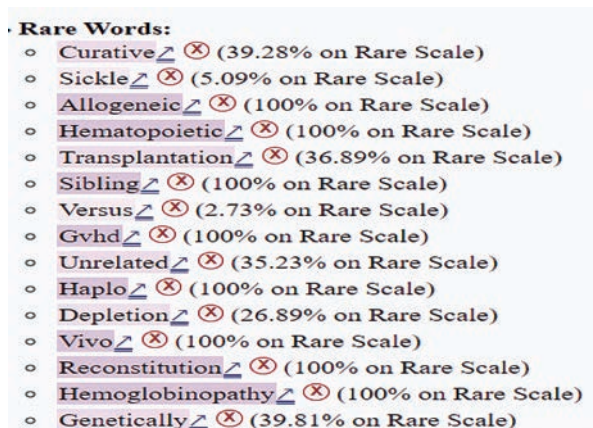 Rare Words:
Curative (39.28% on Rare Scale)
Sickle (5.09% on Rare Scale)
Allogeneic (100% on Rare Scale)
Hematopoietic (100% on Rare Scale)
Transplantation (36.89% on Rare Scale)
Sibling (100% on Rare Scale)
Versus (2.73% on Rare Scale)
Gvhd (100% on Rare Scale)
Unrelated (35.23% on Rare Scale)
Haplo (100% on Rare Scale)
Depletion (26.89% on Rare Scale)
Vivo (100% on Rare Scale)
Reconstitution (100% on Rare Scale)
Hemoglobinopathy (100% on Rare Scale)
Genetically (39.81% on Rare Scale)